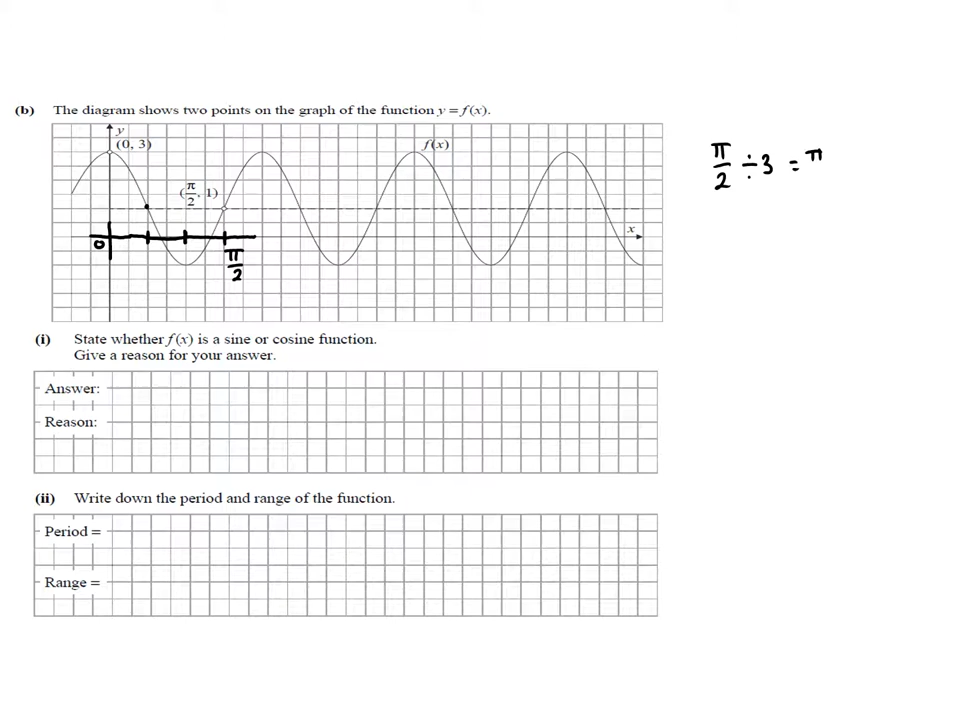 (b) The diagram shows two points on the graph of the function y = f(x).
y
(0, 3)
f(x)
(π/2, 1)
x
0
π/2
π/2 ÷ 3 = π
(i) State whether f(x) is a sine or cosine function.
Give a reason for your answer.
Answer:
Reason:
(ii) Write down the period and range of the function.
Period =
Range =